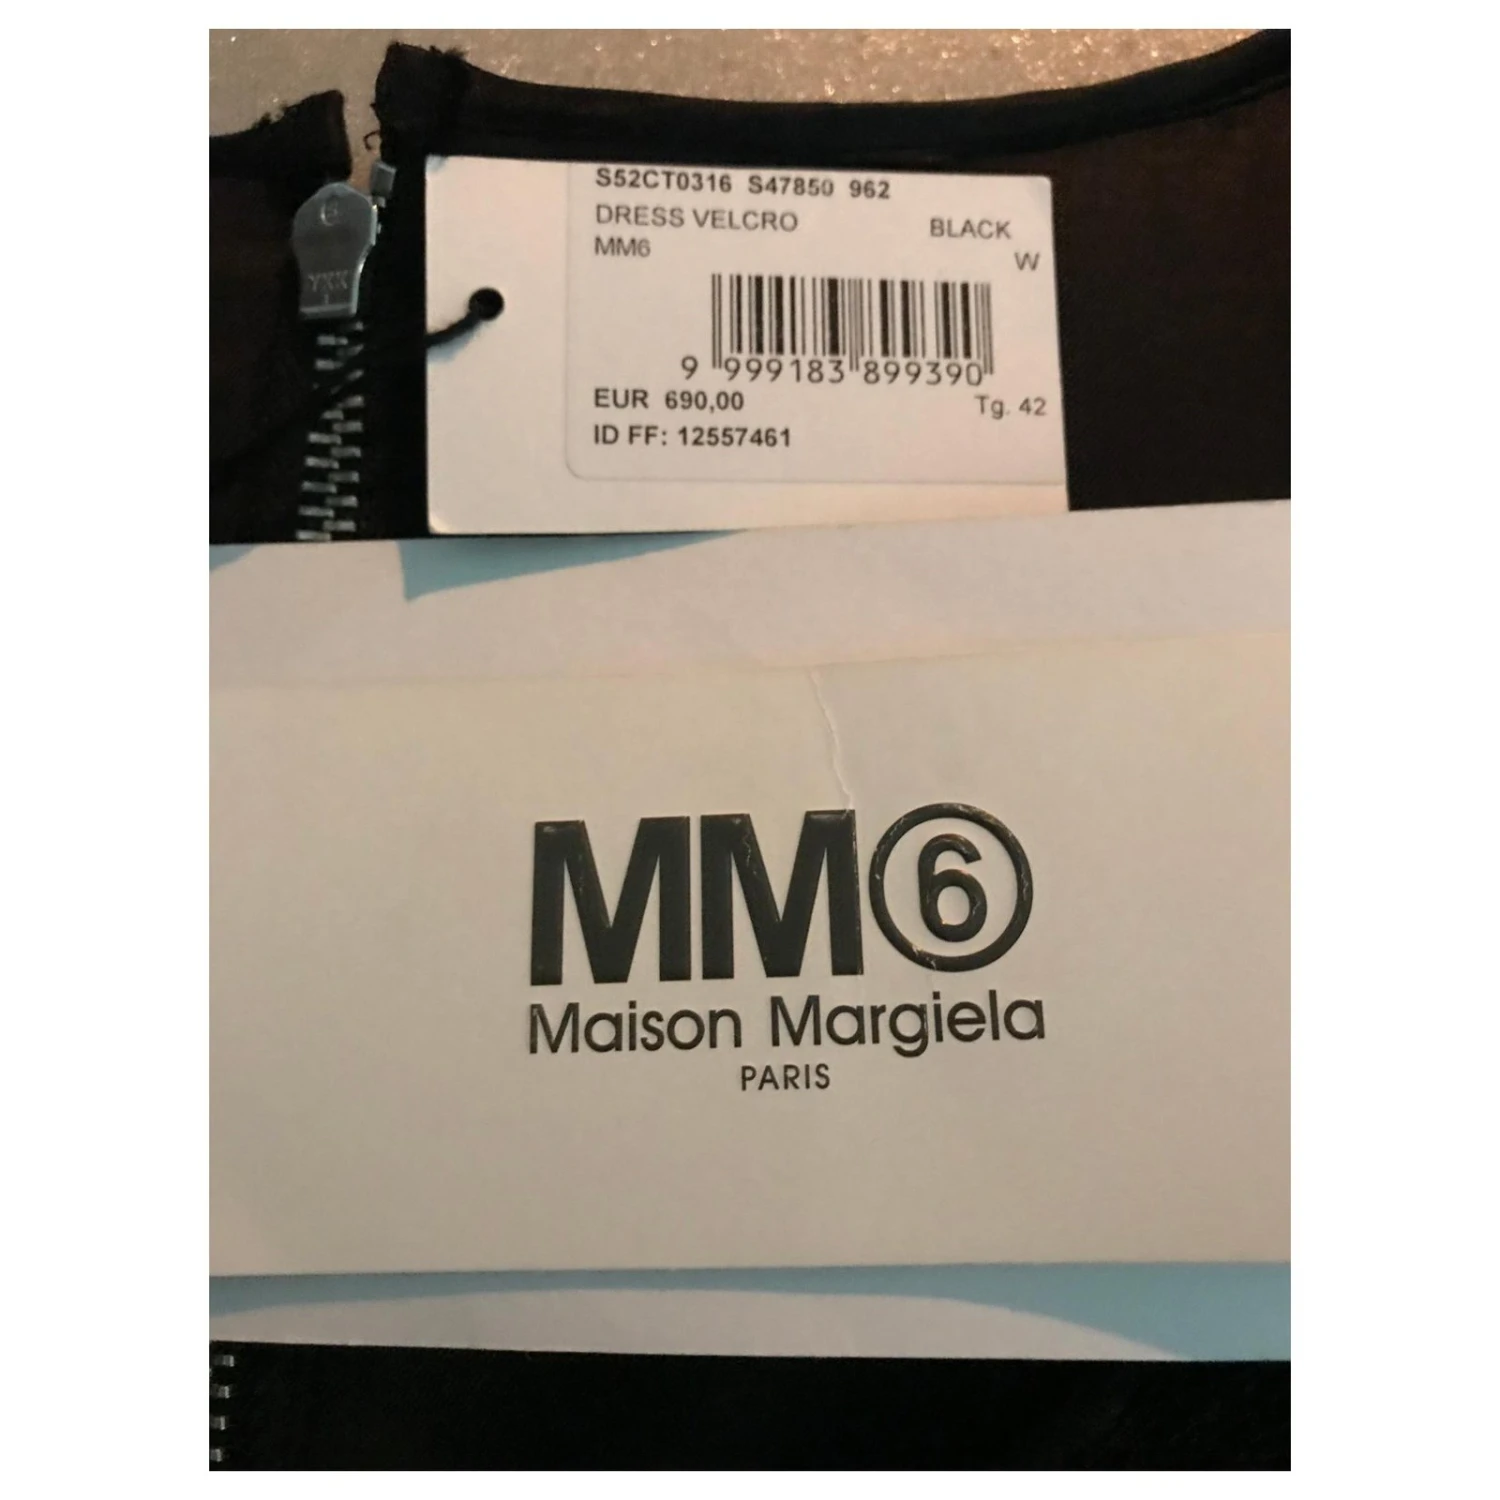 S52CT0316 S47850 962
DRESS VELCRO BLACK
MM6 W
9 999183 899390
EUR 690,00 Tg. 42
ID FF: 12557461
YKK
MM6
Maison Margiela
PARIS